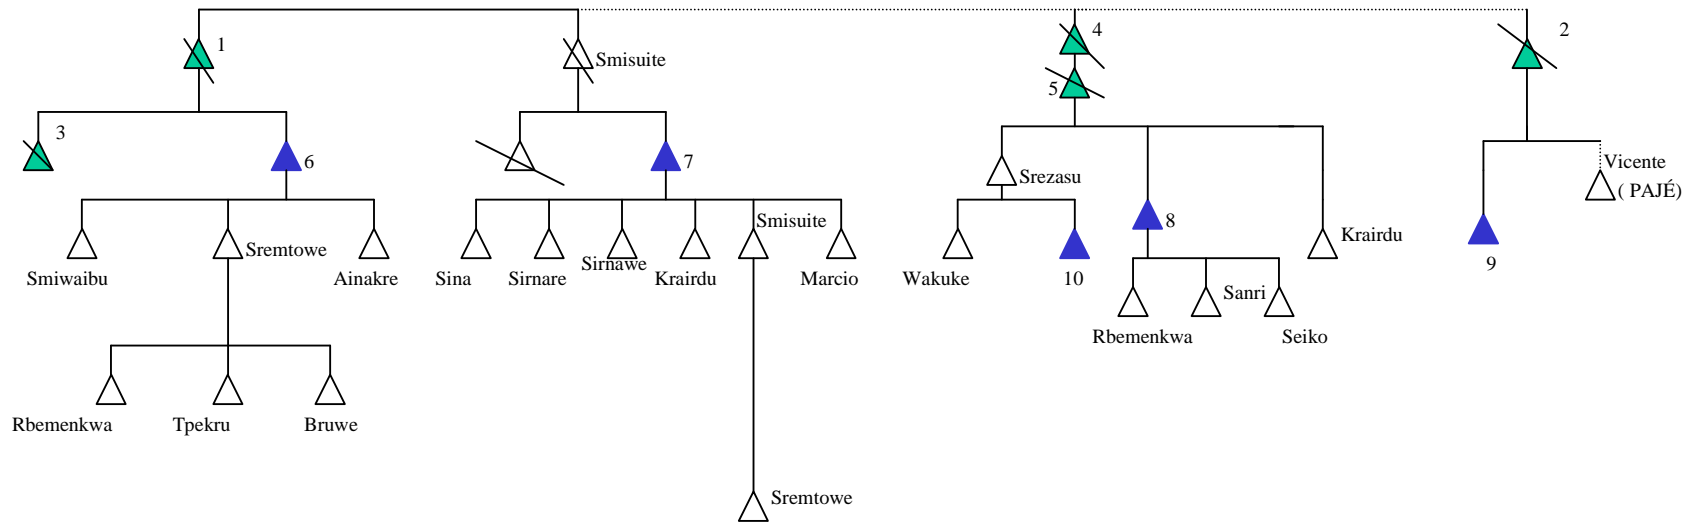 1
Smisuite
4
2
5
3
6
7
Vicente
( PAJÉ)
Srezasu
8
Smisuite
Sremtowe
Krairdu
Sirnawe
9
Smiwaibu
Ainakre
Sina
Sirnare
Krairdu
Marcio
Wakuke
10
Sanri
Rbemenkwa
Seiko
Rbemenkwa
Tpekru
Bruwe
Sremtowe